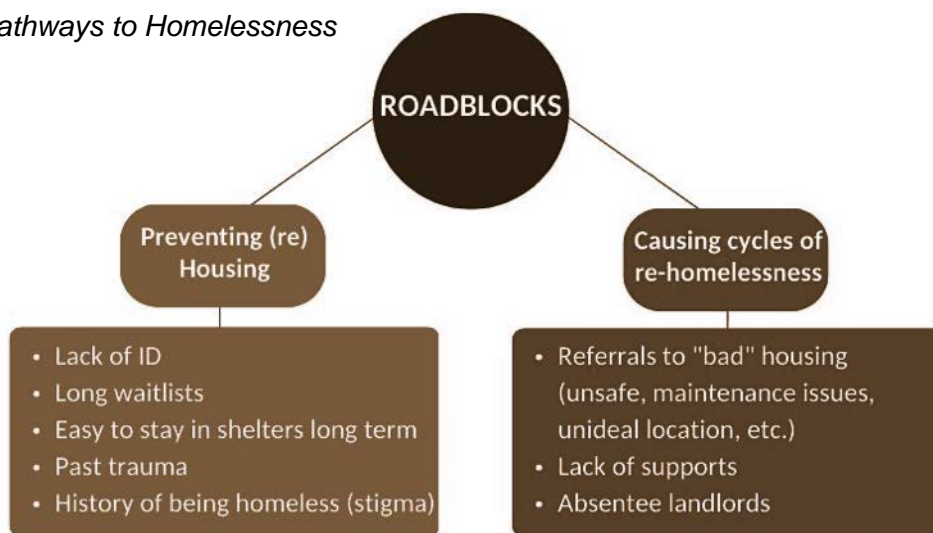 athways to Homelessness
ROADBLOCKS
Preventing (re)
Housing
• Lack of ID
• Long waitlists
• Easy to stay in shelters long term
• Past trauma
• History of being homeless (stigma)
Causing cycles of
re-homelessness
• Referrals to "bad" housing
(unsafe, maintenance issues,
unideal location, etc.)
• Lack of supports
• Absentee landlords